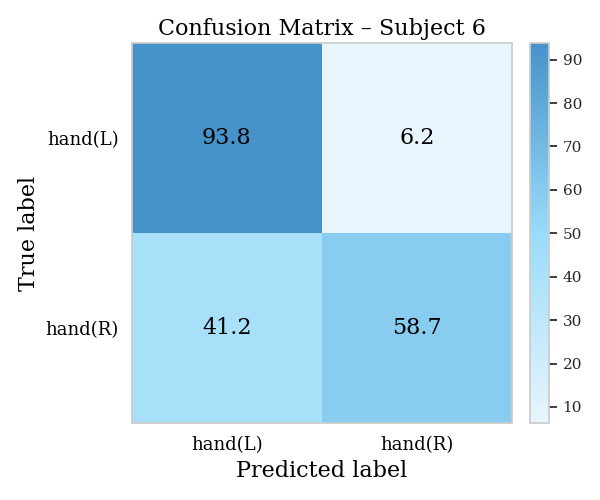 Confusion Matrix – Subject 6
True label
hand(L)
93.8
6.2
hand(R)
41.2
58.7
hand(L)
hand(R)
Predicted label
90
80
70
60
50
40
30
20
10